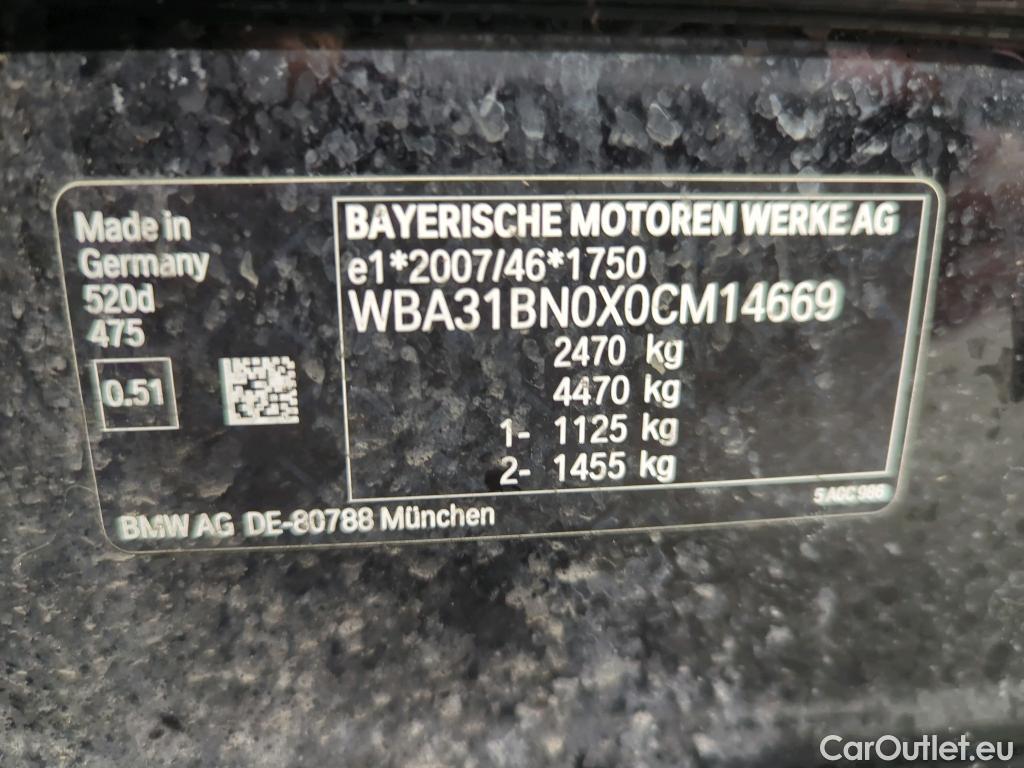 Made in
Germany
520d
475
0.51
BAYERISCHE MOTOREN WERKE AG
e1*2007/46*1750
WBA31BN0X0CM14669
2470 kg
4470 kg
1- 1125 kg
2- 1455 kg
BMW AG DE-80788 München
CarOutlet.eu